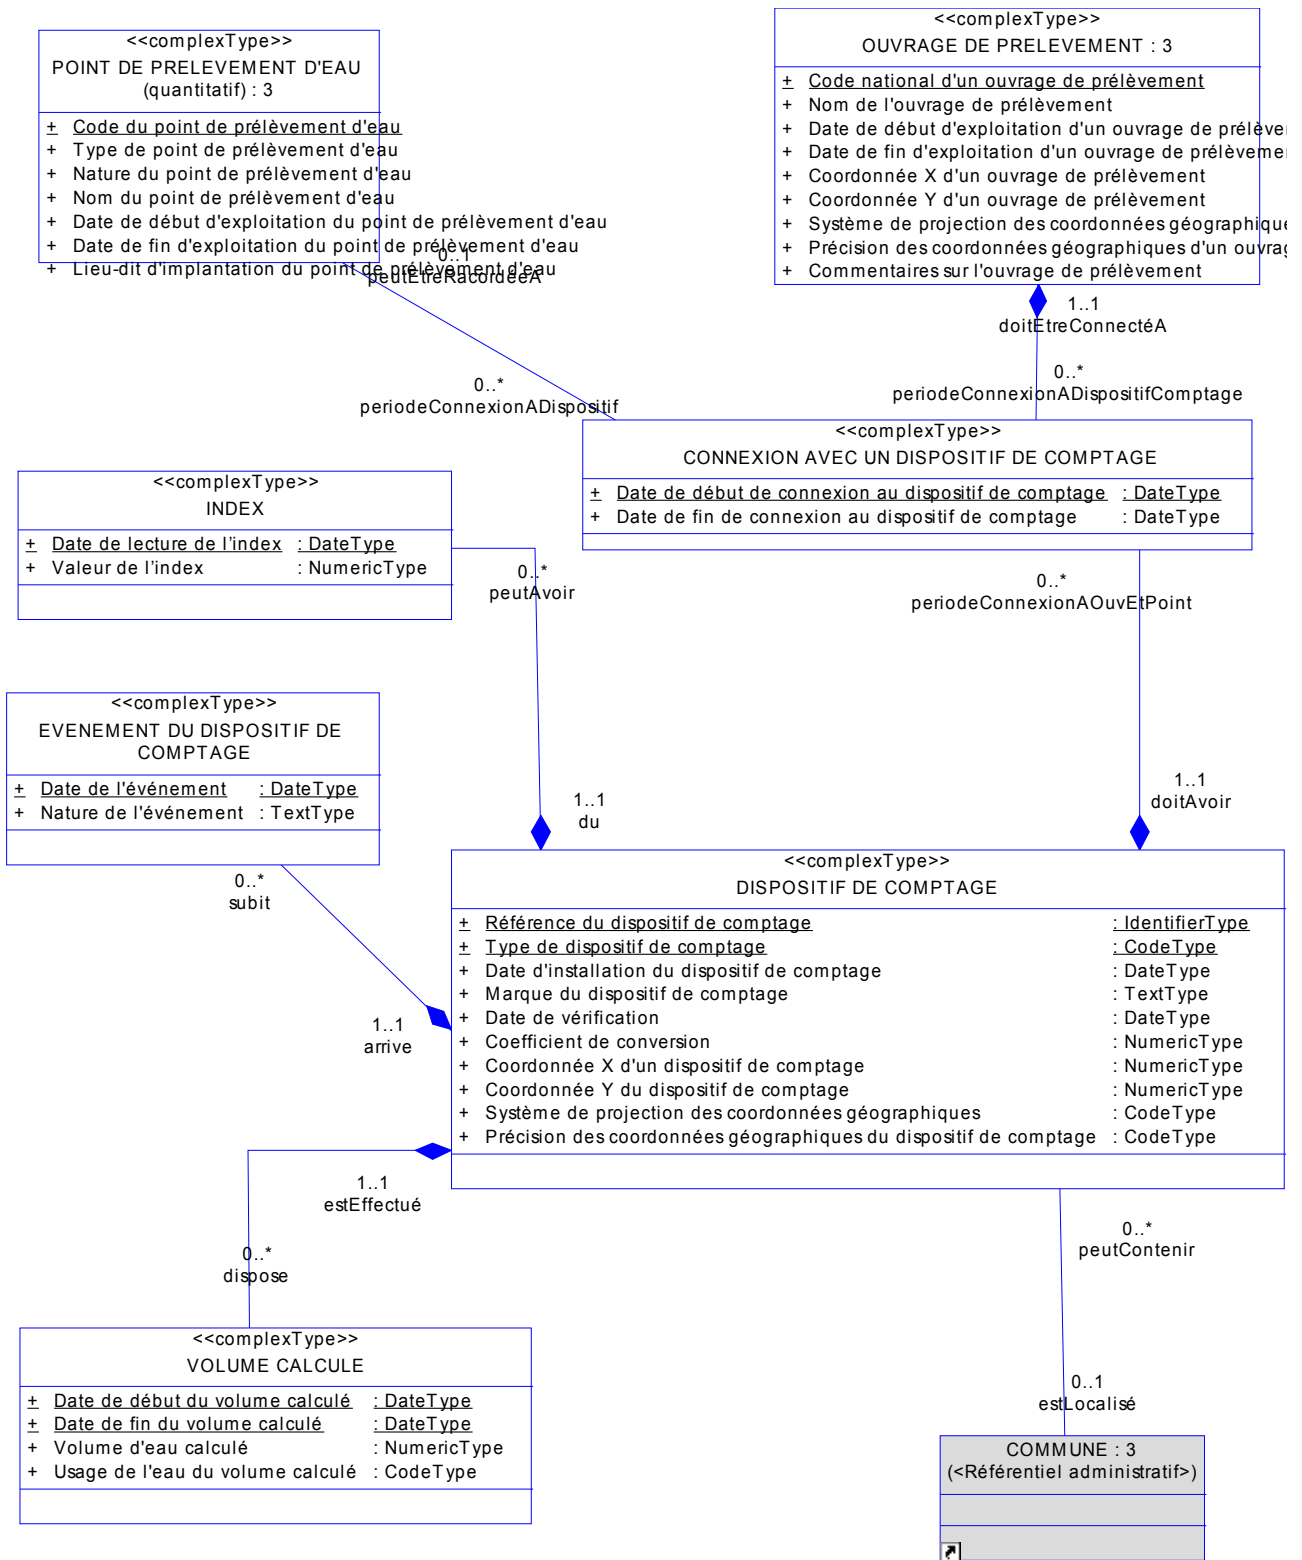 <<complexType>>
POINT DE PRELEVEMENT D'EAU
(quantitatif) : 3
+ Code du point de prélèvement d'eau
+ Type de point de prélèvement d'eau
+ Nature du point de prélèvement d'eau
+ Nom du point de prélèvement d'eau
+ Date de début d'exploitation du point de prélèvement d'eau
+ Date de fin d'exploitation du point de prélèvement d'eau
+ Lieu-dit d'implantation du point de prélèvement d'eau
<<complexType>>
OUVRAGE DE PRELEVEMENT : 3
+ Code national d'un ouvrage de prélèvement
+ Nom de l'ouvrage de prélèvement
+ Date de début d'exploitation d'un ouvrage de prélève
+ Date de fin d'exploitation d'un ouvrage de prélèveme
+ Coordonnée X d'un ouvrage de prélèvement
+ Coordonnée Y d'un ouvrage de prélèvement
+ Système de projection des coordonnées géographique
+ Précision des coordonnées géographiques d'un ouvrag
+ Commentaires sur l'ouvrage de prélèvement
0..1
peutEtreRacordéeA
1..1
doitEtreConnectéA
0..*
periodeConnexionADispositif
0..*
periodeConnexionADispositifComptage
<<complexType>>
CONNEXION AVEC UN DISPOSITIF DE COMPTAGE
+ Date de début de connexion au dispositif de comptage : DateType
+ Date de fin de connexion au dispositif de comptage : DateType
<<complexType>>
INDEX
+ Date de lecture de l'index : DateType
+ Valeur de l'index : NumericType
0..*
peutAvoir
0..*
periodeConnexionAOuvEtPoint
<<complexType>>
EVENEMENT DU DISPOSITIF DE
COMPTAGE
+ Date de l'événement : DateType
+ Nature de l'événement : TextType
1..1
du
1..1
doitAvoir
0..*
subit
<<complexType>>
DISPOSITIF DE COMPTAGE
+ Référence du dispositif de comptage : IdentifierType
+ Type de dispositif de comptage : CodeType
+ Date d'installation du dispositif de comptage : DateType
+ Marque du dispositif de comptage : TextType
+ Date de vérification : DateType
+ Coefficient de conversion : NumericType
+ Coordonnée X d'un dispositif de comptage : NumericType
+ Coordonnée Y du dispositif de comptage : NumericType
+ Système de projection des coordonnées géographiques : CodeType
+ Précision des coordonnées géographiques du dispositif de comptage : CodeType
1..1
arrive
1..1
estEffectué
0..*
dispose
0..*
peutContenir
<<complexType>>
VOLUME CALCULE
+ Date de début du volume calculé : DateType
+ Date de fin du volume calculé : DateType
+ Volume d'eau calculé : NumericType
+ Usage de l'eau du volume calculé : CodeType
0..1
estLocalisé
COMMUNE : 3
(<Référentiel administratif>)